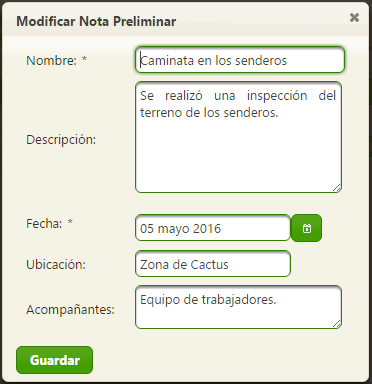 Modificar Nota Preliminar
Nombre: * Caminata en los senderos
Descripción: Se realizó una inspección del
terreno de los senderos.
Fecha: * 05 mayo 2016
Ubicación: Zona de Cactus
Acompañantes: Equipo de trabajadores.
Guardar